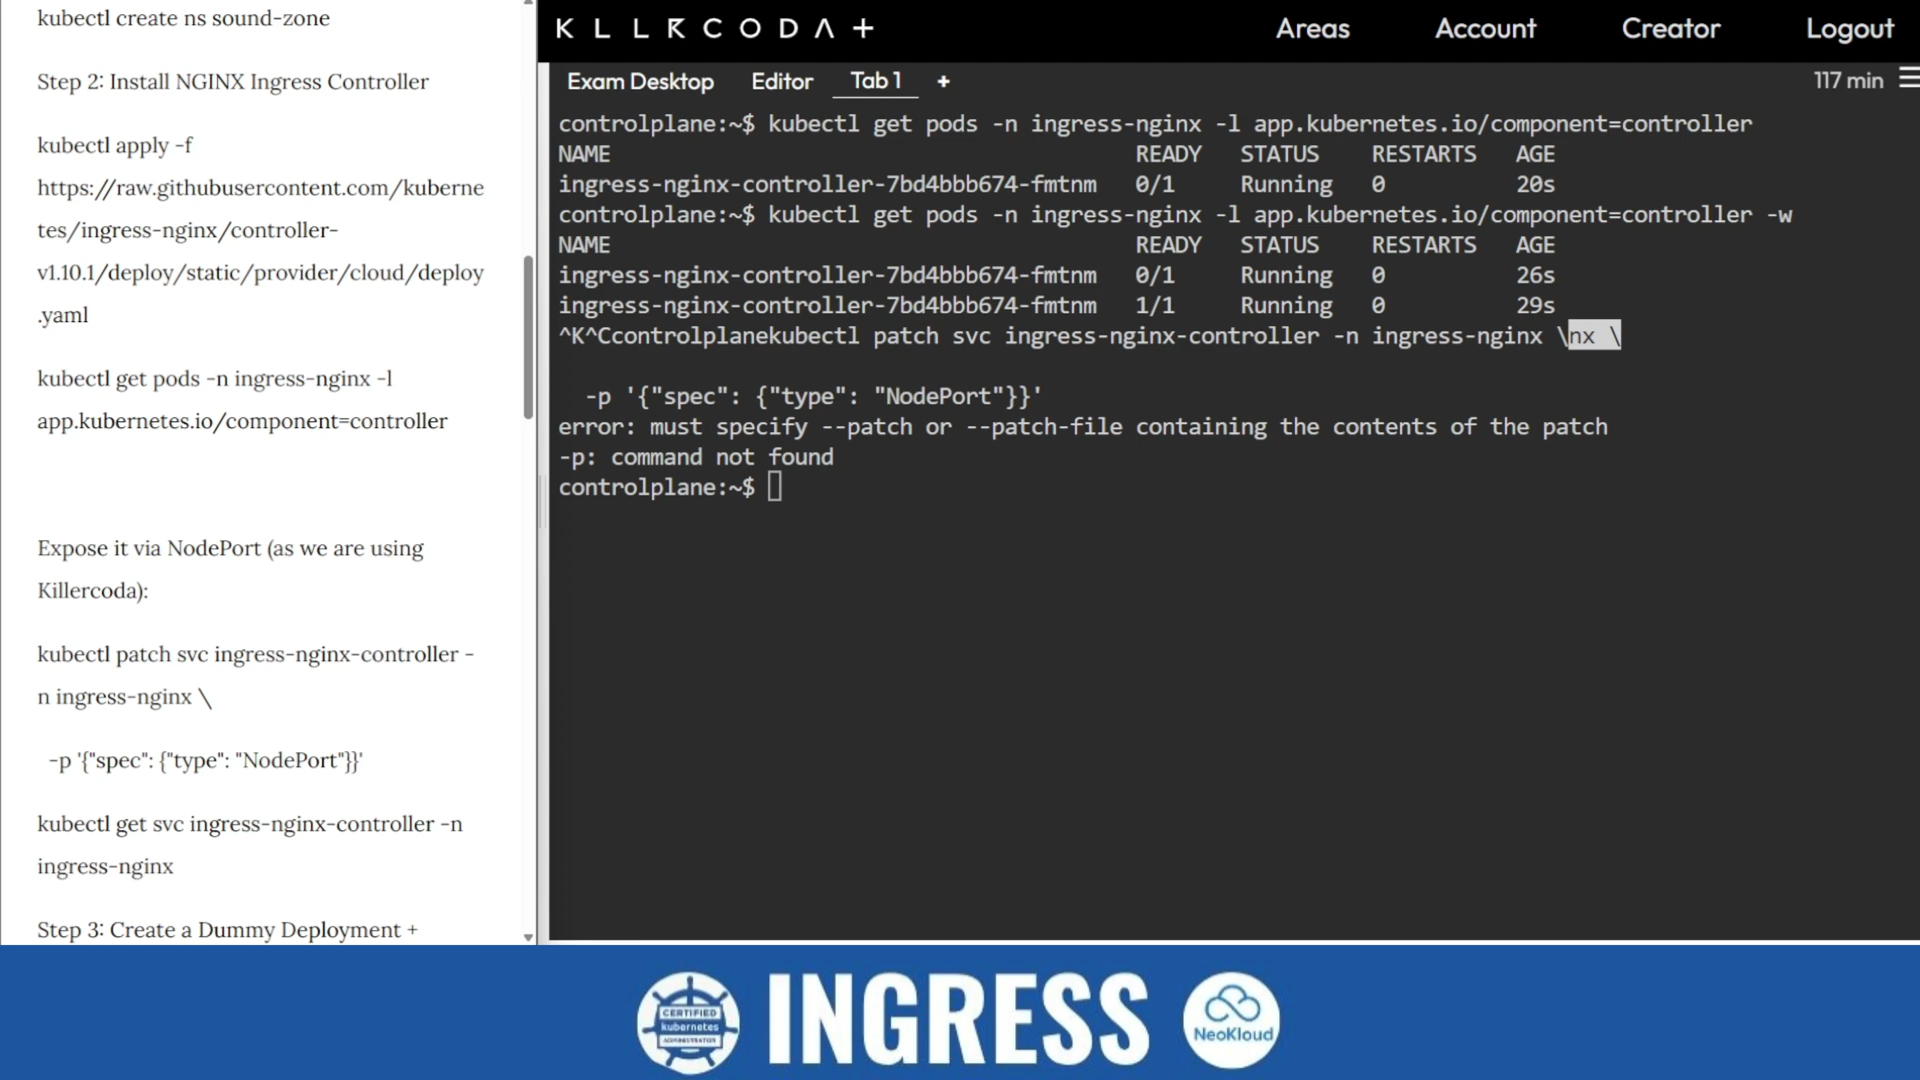 kubectl create ns sound-zone
Step 2: Install NGINX Ingress Controller
kubectl apply -f
https://raw.githubusercontent.com/kuberne
tes/ingress-nginx/controller-
v1.10.1/deploy/static/provider/cloud/deploy
.yaml
kubectl get pods -n ingress-nginx -l
app.kubernetes.io/component=controller
Expose it via NodePort (as we are using
Killercoda):
kubectl patch svc ingress-nginx-controller -
n ingress-nginx \
-p '{"spec": {"type": "NodePort"}}'
kubectl get svc ingress-nginx-controller -n
ingress-nginx
Step 3: Create a Dummy Deployment +
KLLRCODA+
Areas
Account
Creator
Logout
Exam Desktop
Editor
Tab 1
+
117 min
controlplane:~$ kubectl get pods -n ingress-nginx -l app.kubernetes.io/component=controller
NAME READY STATUS RESTARTS AGE
ingress-nginx-controller-7bd4bbb674-fmtnm 0/1 Running 0 20s
controlplane:~$ kubectl get pods -n ingress-nginx -l app.kubernetes.io/component=controller -w
NAME READY STATUS RESTARTS AGE
ingress-nginx-controller-7bd4bbb674-fmtnm 0/1 Running 0 26s
ingress-nginx-controller-7bd4bbb674-fmtnm 1/1 Running 0 29s
^K^Ccontrolplanekubectl patch svc ingress-nginx-controller -n ingress-nginx \nx \
-p '{"spec": {"type": "NodePort"}}'
error: must specify --patch or --patch-file containing the contents of the patch
-p: command not found
controlplane:~$
CERTIFIED
kubernetes
ADMINISTRATOR
INGRESS
NeoKloud